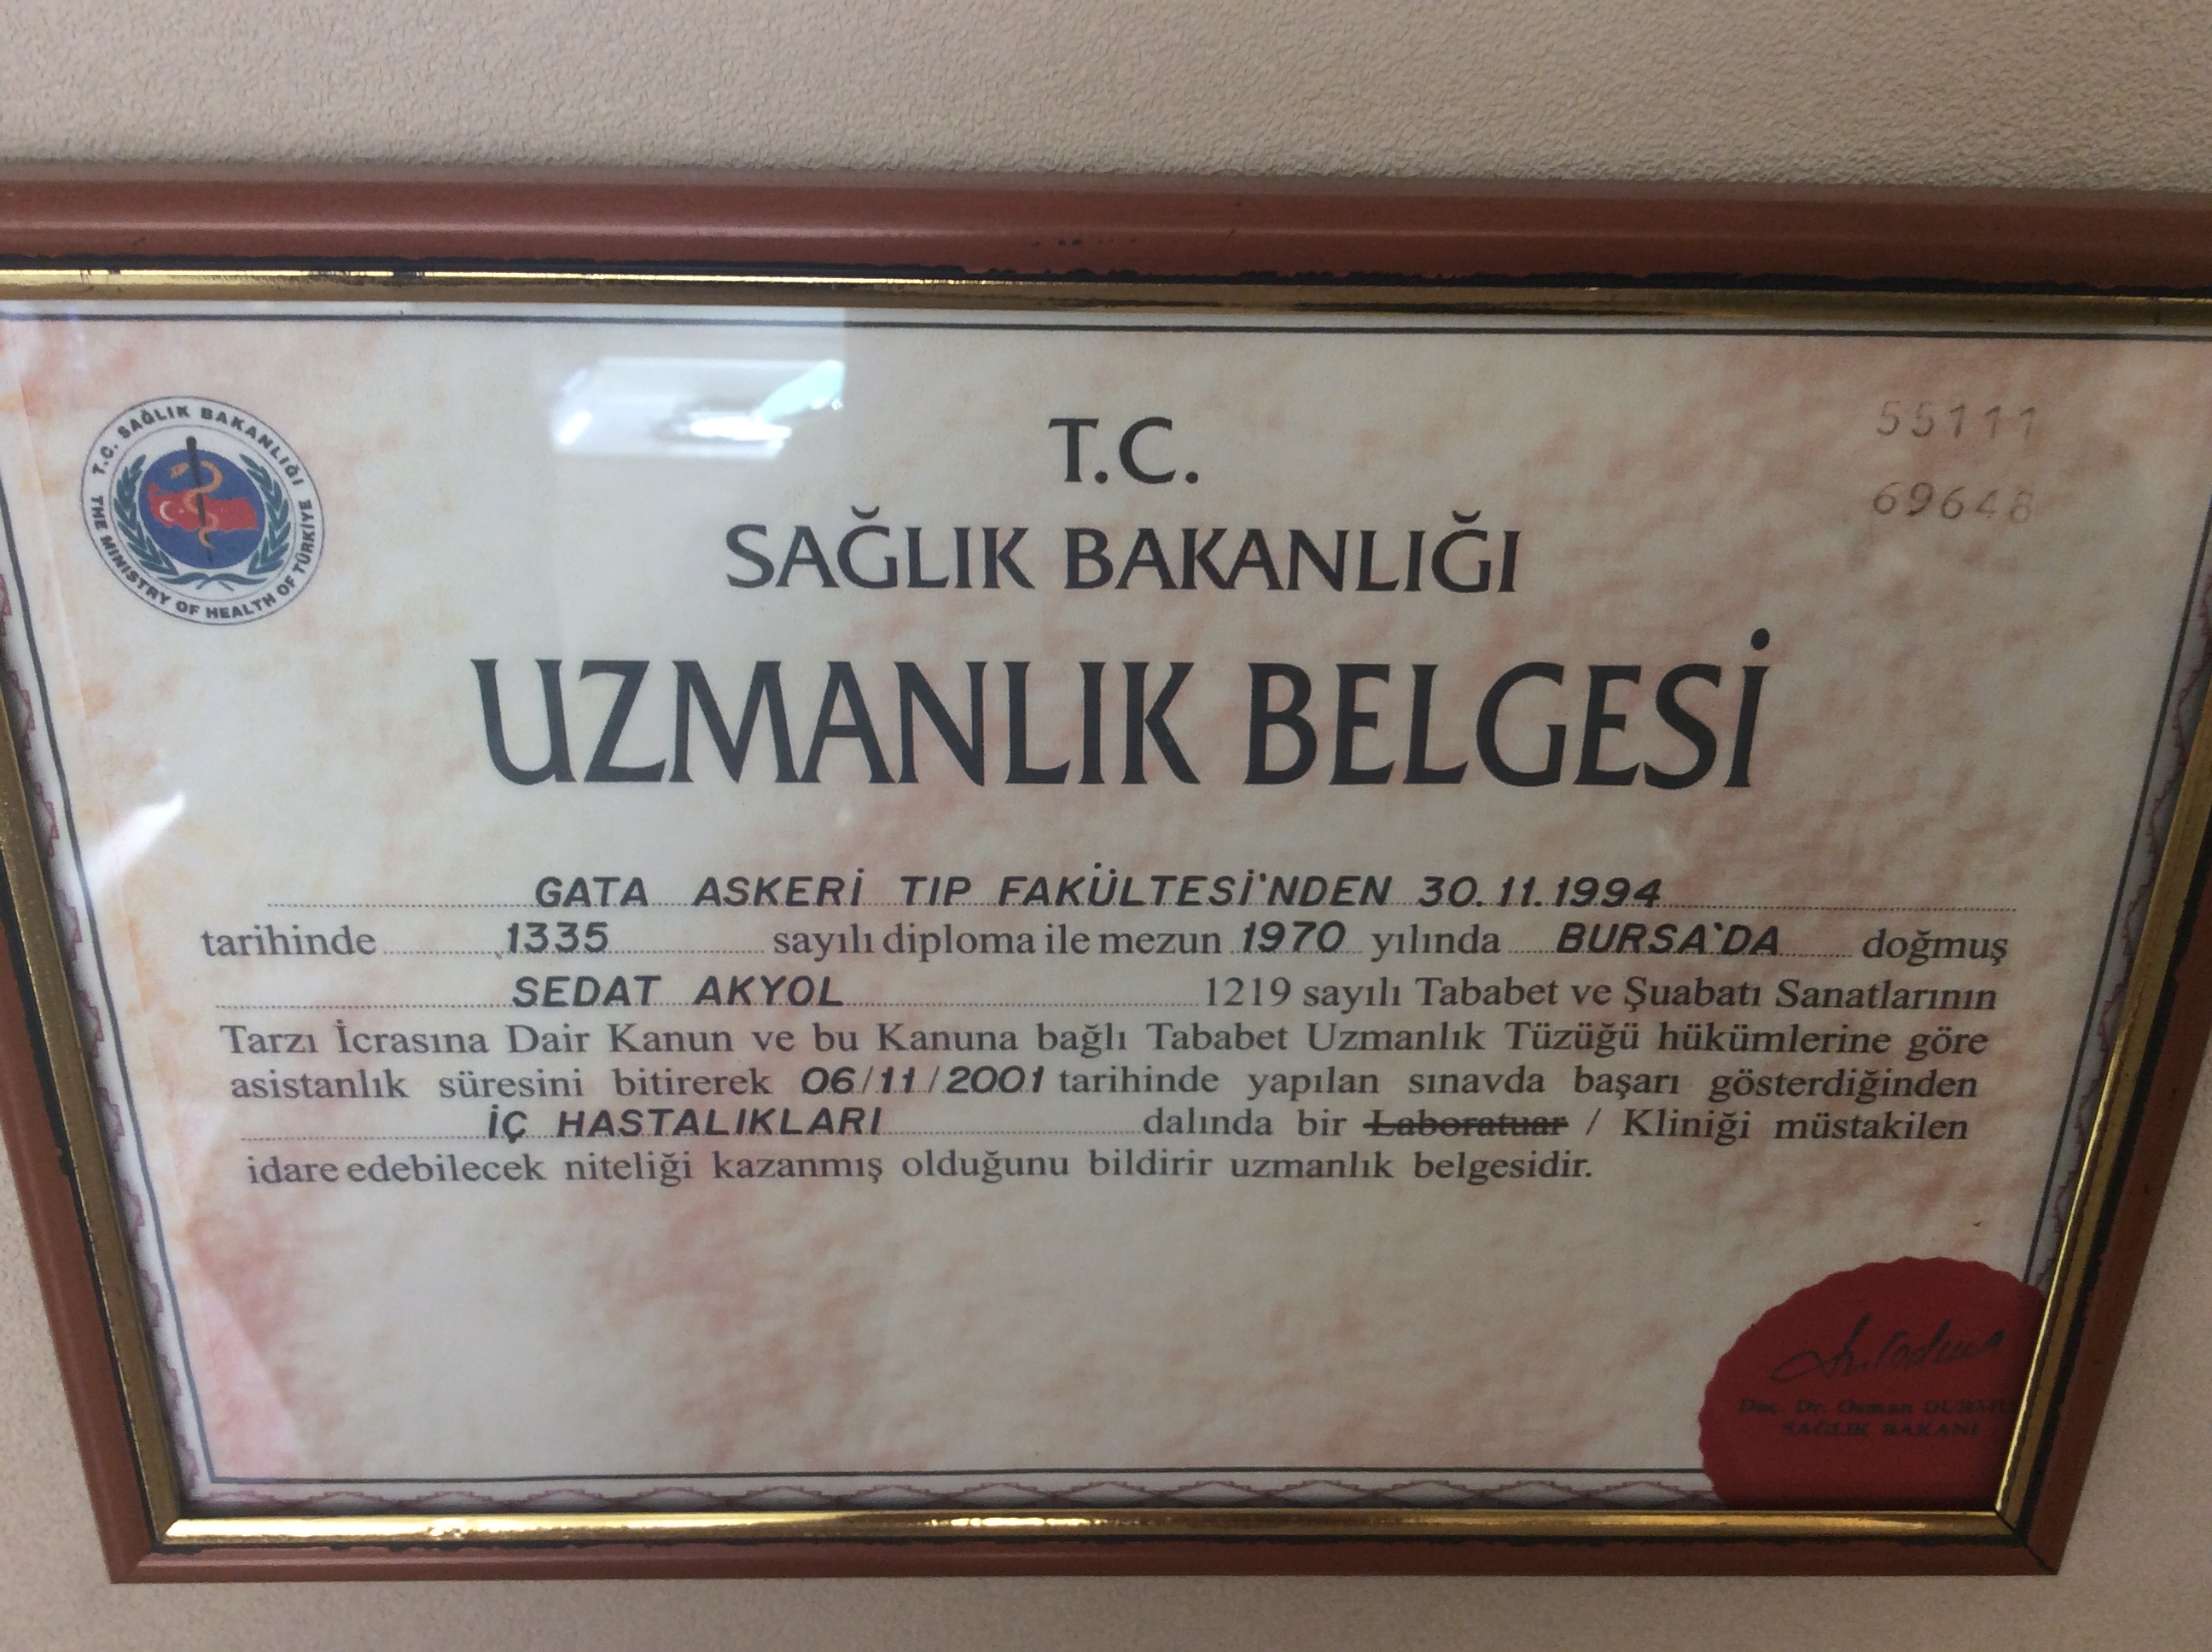 T.C. SAĞLIK BAKANLIĞI
THE MINISTRY OF HEALTH OF TÜRKİYE
55111
69648
T.C.
SAĞLIK BAKANLIĞI
UZMANLIK BELGESİ
GATA ASKERİ TIP FAKÜLTESİ'NDEN 30.11.1994
tarihinde 1335 sayılı diploma ile mezun 1970 yılında BURSA'DA doğmuş
SEDAT AKYOL 1219 sayılı Tababet ve Şuabatı Sanatlarının
Tarzı İcrasına Dair Kanun ve bu Kanuna bağlı Tababet Uzmanlık Tüzüğü hükümlerine göre
asistanlık süresini bitirerek 06/11/2001 tarihinde yapılan sınavda başarı gösterdiğinden
İÇ HASTALIKLARI dalında bir Laboratuar / Kliniği müstakilen
idare edebilecek niteliği kazanmış olduğunu bildirir uzmanlık belgesidir.
Doç. Dr. Osman
SAĞLIK BAKANI